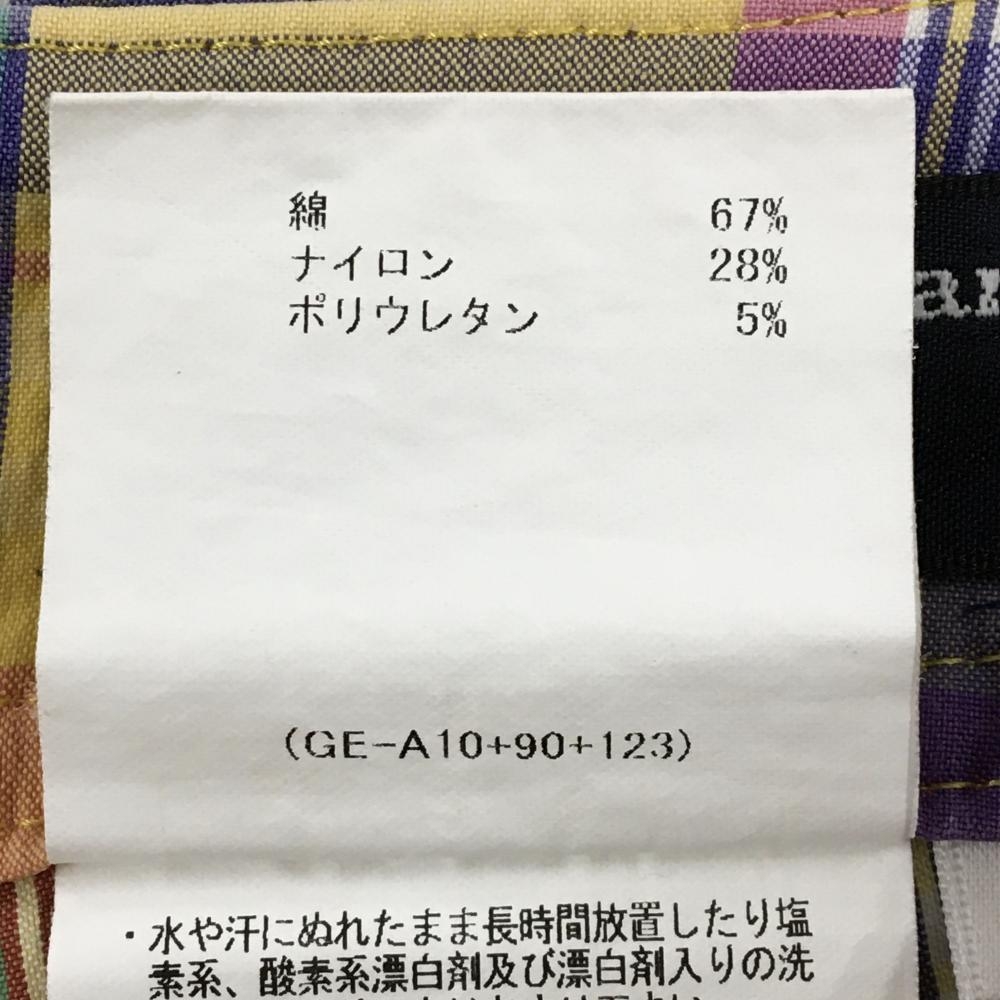 綿 67%
ナイロン 28%
ポリウレタン 5%
(GE-A10+90+123)
・水や汗にぬれたまま長時間放置したり塩
素系、酸素系漂白剤及び漂白剤入りの洗